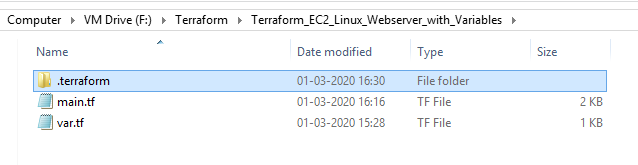 Computer ▸ VM Drive (F:) ▸ Terraform ▸ Terraform_EC2_Linux_Webserver_with_Variables ▸
Name Date modified Type Size
.terraform 01-03-2020 16:30 File folder
main.tf 01-03-2020 16:16 TF File 2 KB
var.tf 01-03-2020 15:28 TF File 1 KB